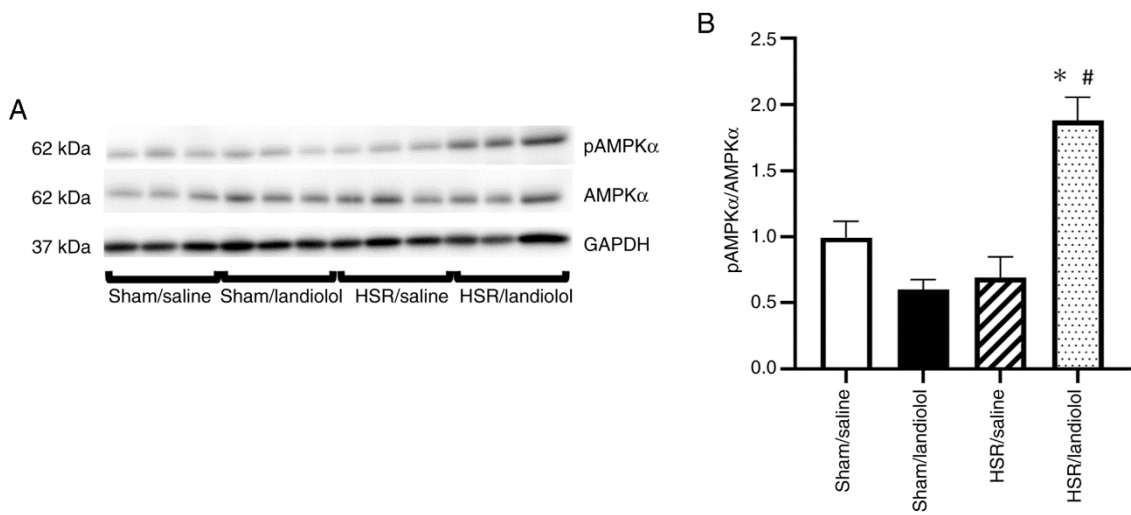 A
62 kDa
pAMPKα
62 kDa
AMPKα
37 kDa
GAPDH
Sham/saline Sham/landiolol HSR/saline HSR/landiolol
B
pAMPKα/AMPKα
2.5
2.0
1.5
1.0
0.5
0.0
* #
Sham/saline
Sham/landiolol
HSR/saline
HSR/landiolol